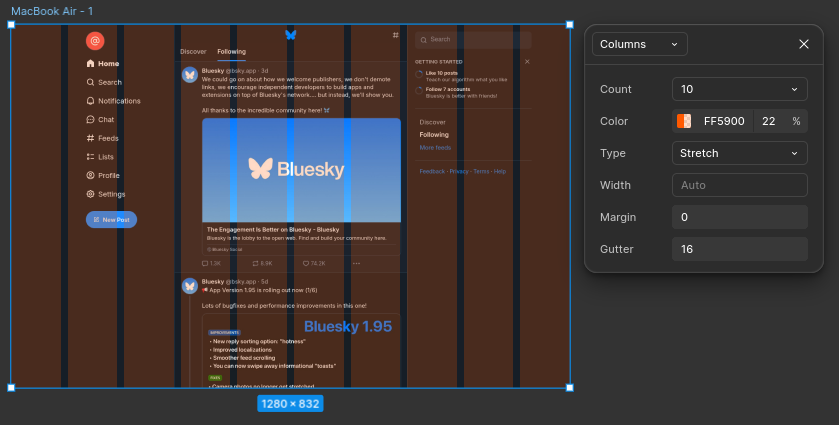 MacBook Air - 1
@
Home
Search
Notifications
Chat
Feeds
Lists
Profile
Settings
New Post
Discover
Following
Bluesky @bsky.app · 3d
We could go on about how we welcome publishers, we don't demote
links, we encourage independent developers to build apps and
extensions on top of Bluesky's network.... but instead, we'll show you.
All thanks to the incredible community here!
Bluesky
The Engagement Is Better on Bluesky - Bluesky
Bluesky is the lobby to the open web. Find and build your community here.
Bluesky Social
1.3K
8.9K
74.2K
Bluesky @bsky.app · 5d
App Version 1.95 is rolling out now (1/6)
Lots of bugfixes and performance improvements in this one!
Bluesky 1.95
IMPROVEMENTS
• New reply sorting option: "hotness"
• Improved localizations
• Smoother feed scrolling
• You can now swipe away informational "toasts"
• Camera photos no longer get stretched
#
Search
GETTING STARTED
Like 10 posts
Teach our algorithm what you like
Follow 7 accounts
Bluesky is better with friends!
Discover
Following
More feeds
Feedback · Privacy · Terms · Help
1280 × 832
Columns
Count
10
Color
FF5900
22
%
Type
Stretch
Width
Auto
Margin
0
Gutter
16